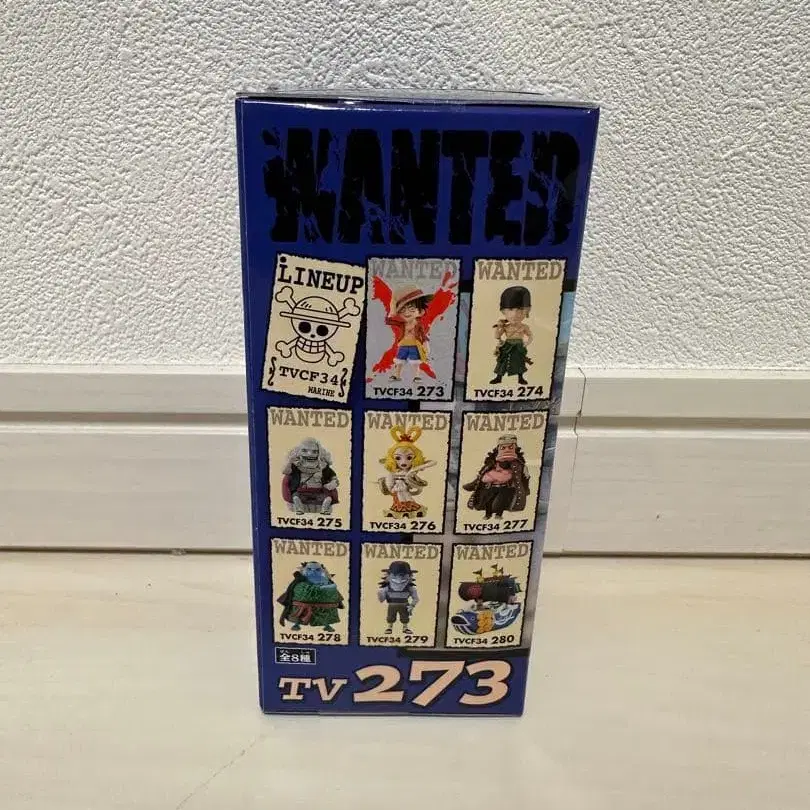 WANTED
LINEUP
TVCF34
MARINE
WANTED
TVCF34 273
WANTED
TVCF34 274
WANTED
TVCF34 275
WANTED
TVCF34 276
WANTED
TVCF34 277
WANTED
TVCF34 278
WANTED
TVCF34 279
WANTED
TVCF34 280
全8種
TV 273